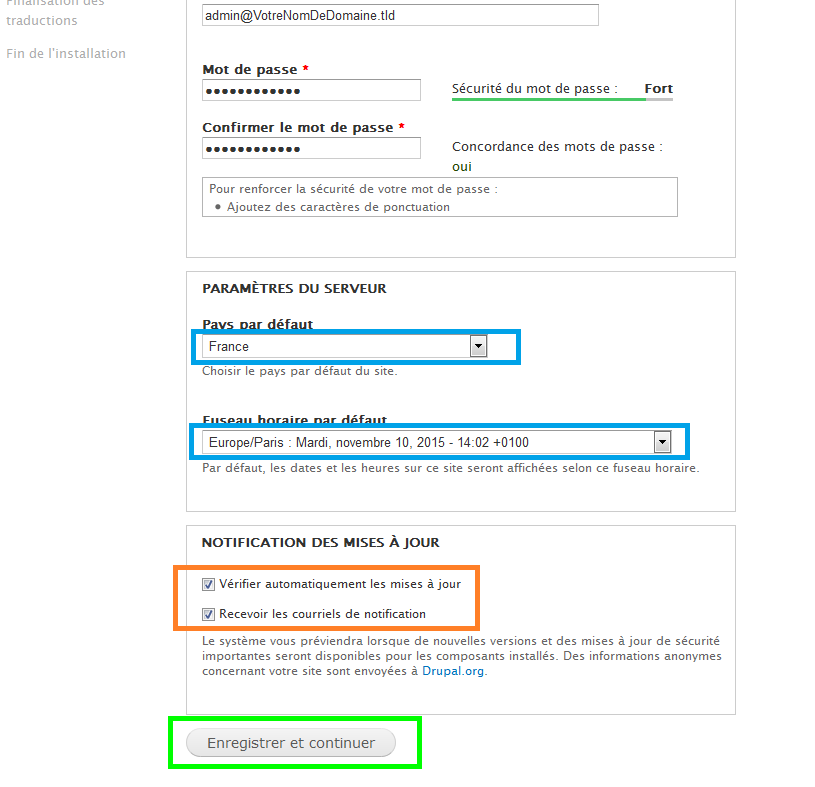 Finalisation des
traductions
Fin de l'installation
admin@VotreNomDeDomaine.tld
Mot de passe *
••••••••••••
Sécurité du mot de passe : Fort
Confirmer le mot de passe *
••••••••••••
Concordance des mots de passe :
oui
Pour renforcer la sécurité de votre mot de passe :
• Ajoutez des caractères de ponctuation
PARAMÈTRES DU SERVEUR
Pays par défaut
France
Choisir le pays par défaut du site.
Fuseau horaire par défaut
Europe/Paris : Mardi, novembre 10, 2015 - 14:02 +0100
Par défaut, les dates et les heures sur ce site seront affichées selon ce fuseau horaire.
NOTIFICATION DES MISES À JOUR
Vérifier automatiquement les mises à jour
Recevoir les courriels de notification
Le système vous préviendra lorsque de nouvelles versions et des mises à jour de sécurité
importantes seront disponibles pour les composants installés. Des informations anonymes
concernant votre site sont envoyées à Drupal.org.
Enregistrer et continuer